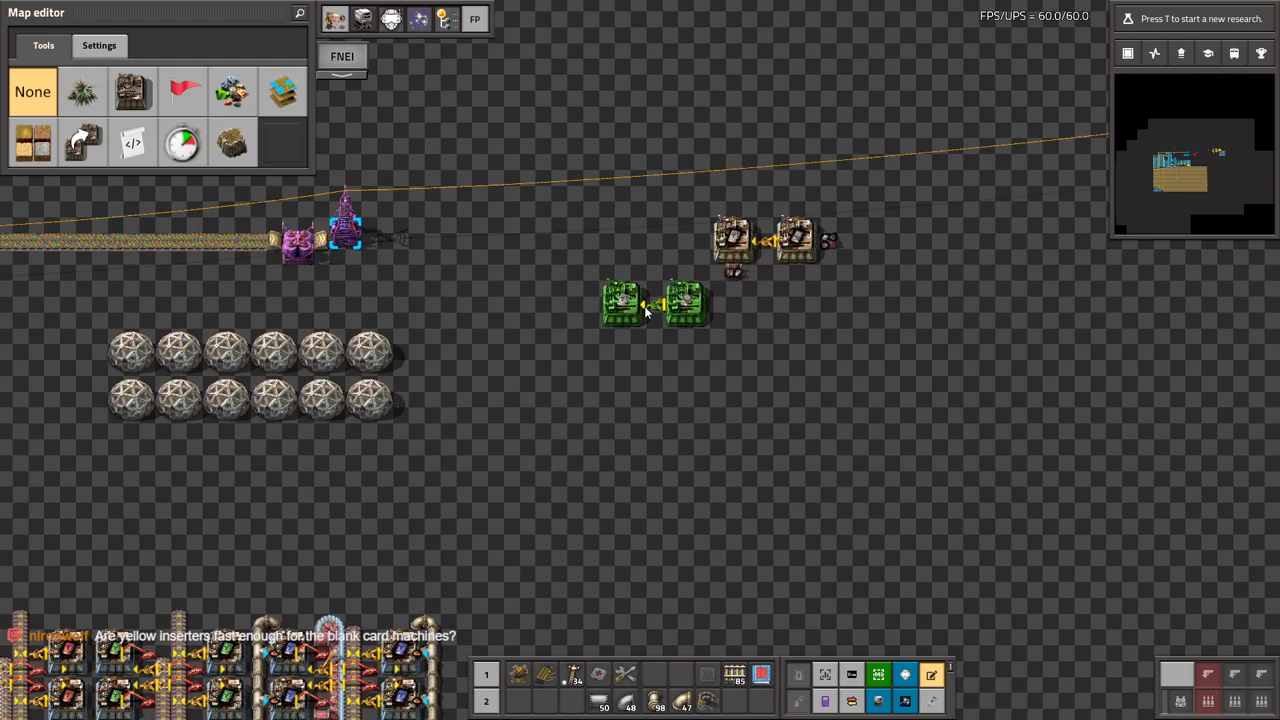 Map editor
FP
FPS/UPS = 60.0/60.0
Press T to start a new research.
Tools
Settings
FNEI
None
</>
Are yellow inserters fast enough for the blank card machines?
1
34
85
2
50
48
98
47